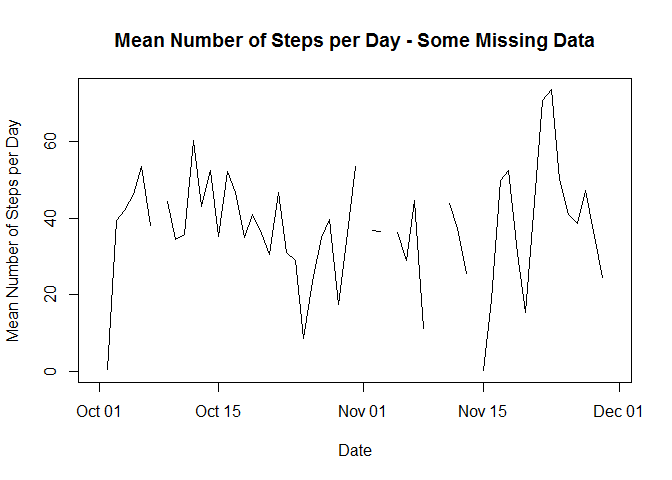 Mean Number of Steps per Day - Some Missing Data
Mean Number of Steps per Day
60
40
20
0
Oct 01
Oct 15
Nov 01
Nov 15
Dec 01
Date